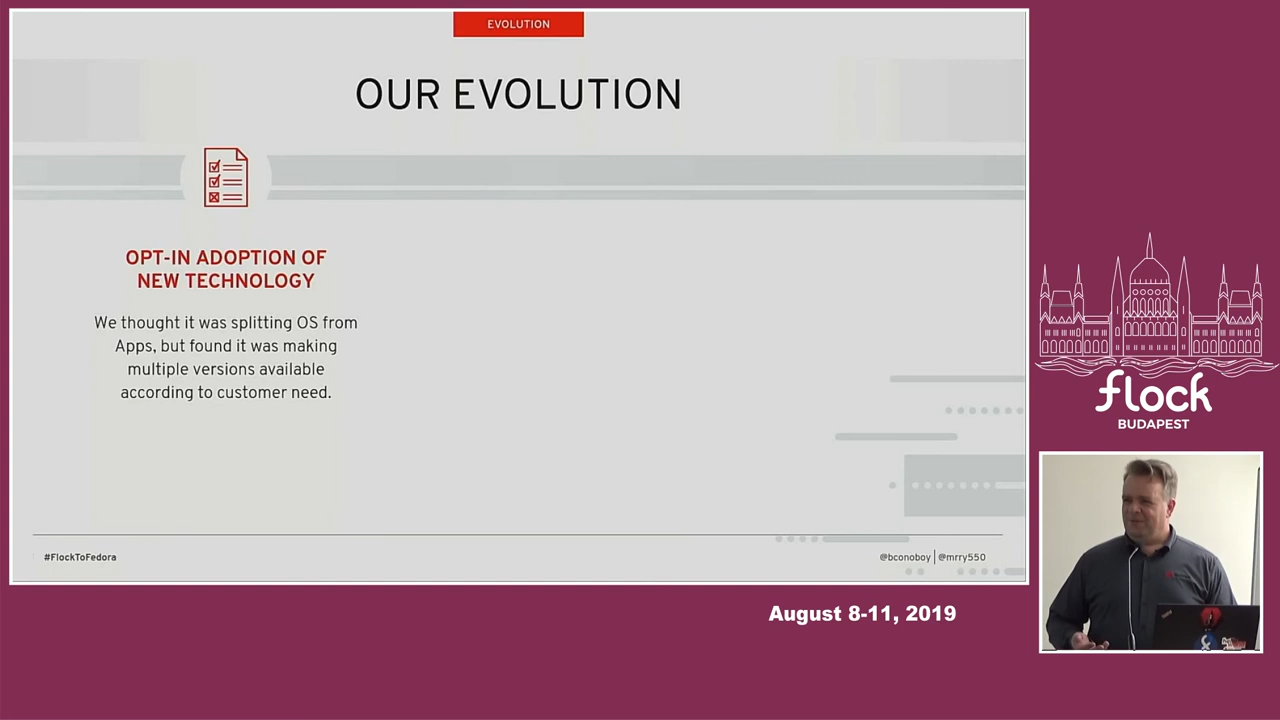 EVOLUTION
OUR EVOLUTION
OPT-IN ADOPTION OF
NEW TECHNOLOGY
We thought it was splitting OS from
Apps, but found it was making
multiple versions available
according to customer need.
#FlockToFedora
@bconoboy | @mrry550
flock
BUDAPEST
August 8-11, 2019